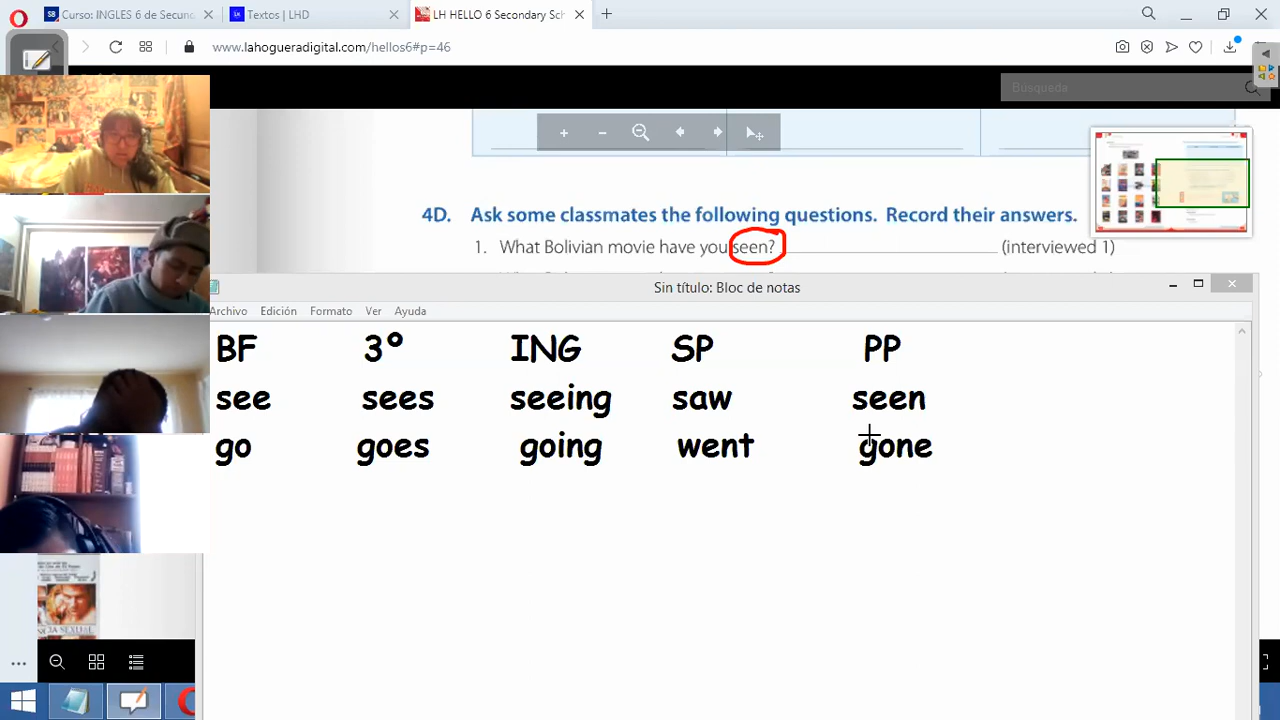 Curso: INGLES 6 de Secund
Textos | LHD
LH HELLO 6 Secondary Sch
www.lahogueradigital.com/hellos6#p=46
Búsqueda
4D. Ask some classmates the following questions. Record their answers.
1. What Bolivian movie have you seen? (interviewed 1)
Sin título: Bloc de notas
Archivo Edición Formato Ver Ayuda
BF 3º ING SP PP
see sees seeing saw seen
go goes going went gone